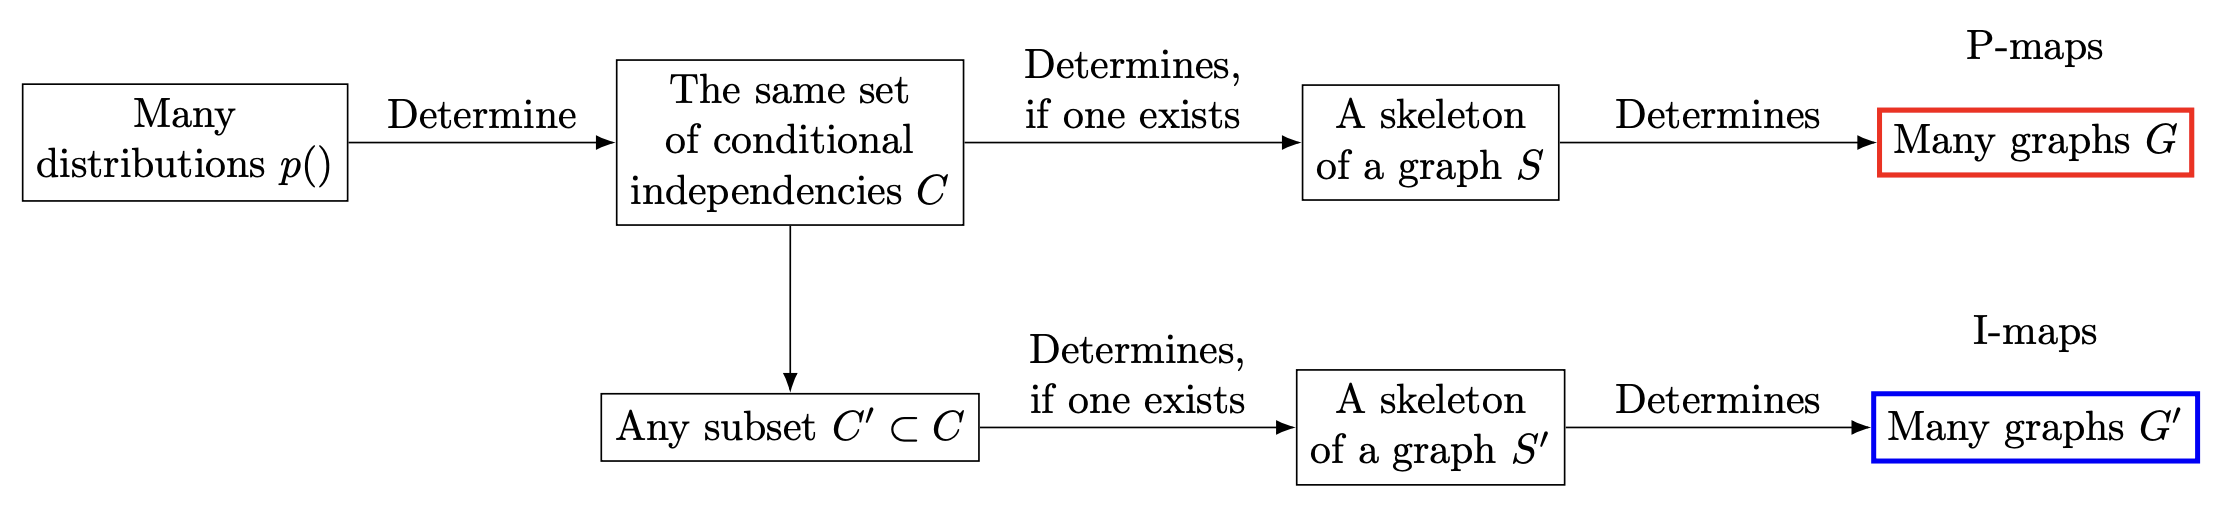 Many
distributions p()
Determine
The same set
of conditional
independencies C
Determines,
if one exists
A skeleton
of a graph S
Determines
P-maps
Many graphs G
Any subset C′ ⊂ C
Determines,
if one exists
A skeleton
of a graph S′
Determines
I-maps
Many graphs G′